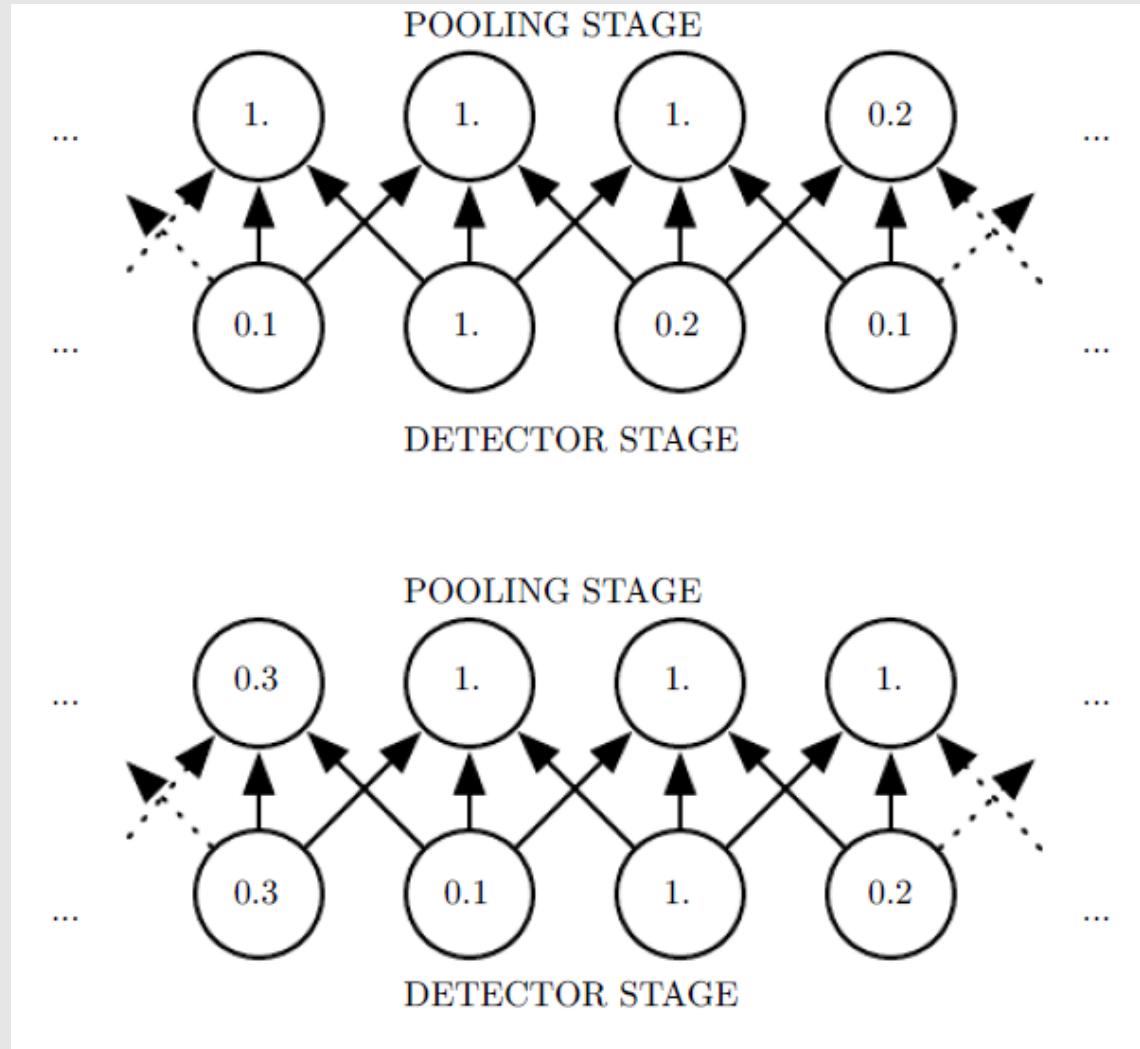 POOLING STAGE
... 1. 1. 1. 0.2 ...
... 0.1 1. 0.2 0.1 ...
DETECTOR STAGE
POOLING STAGE
... 0.3 1. 1. 1. ...
... 0.3 0.1 1. 0.2 ...
DETECTOR STAGE